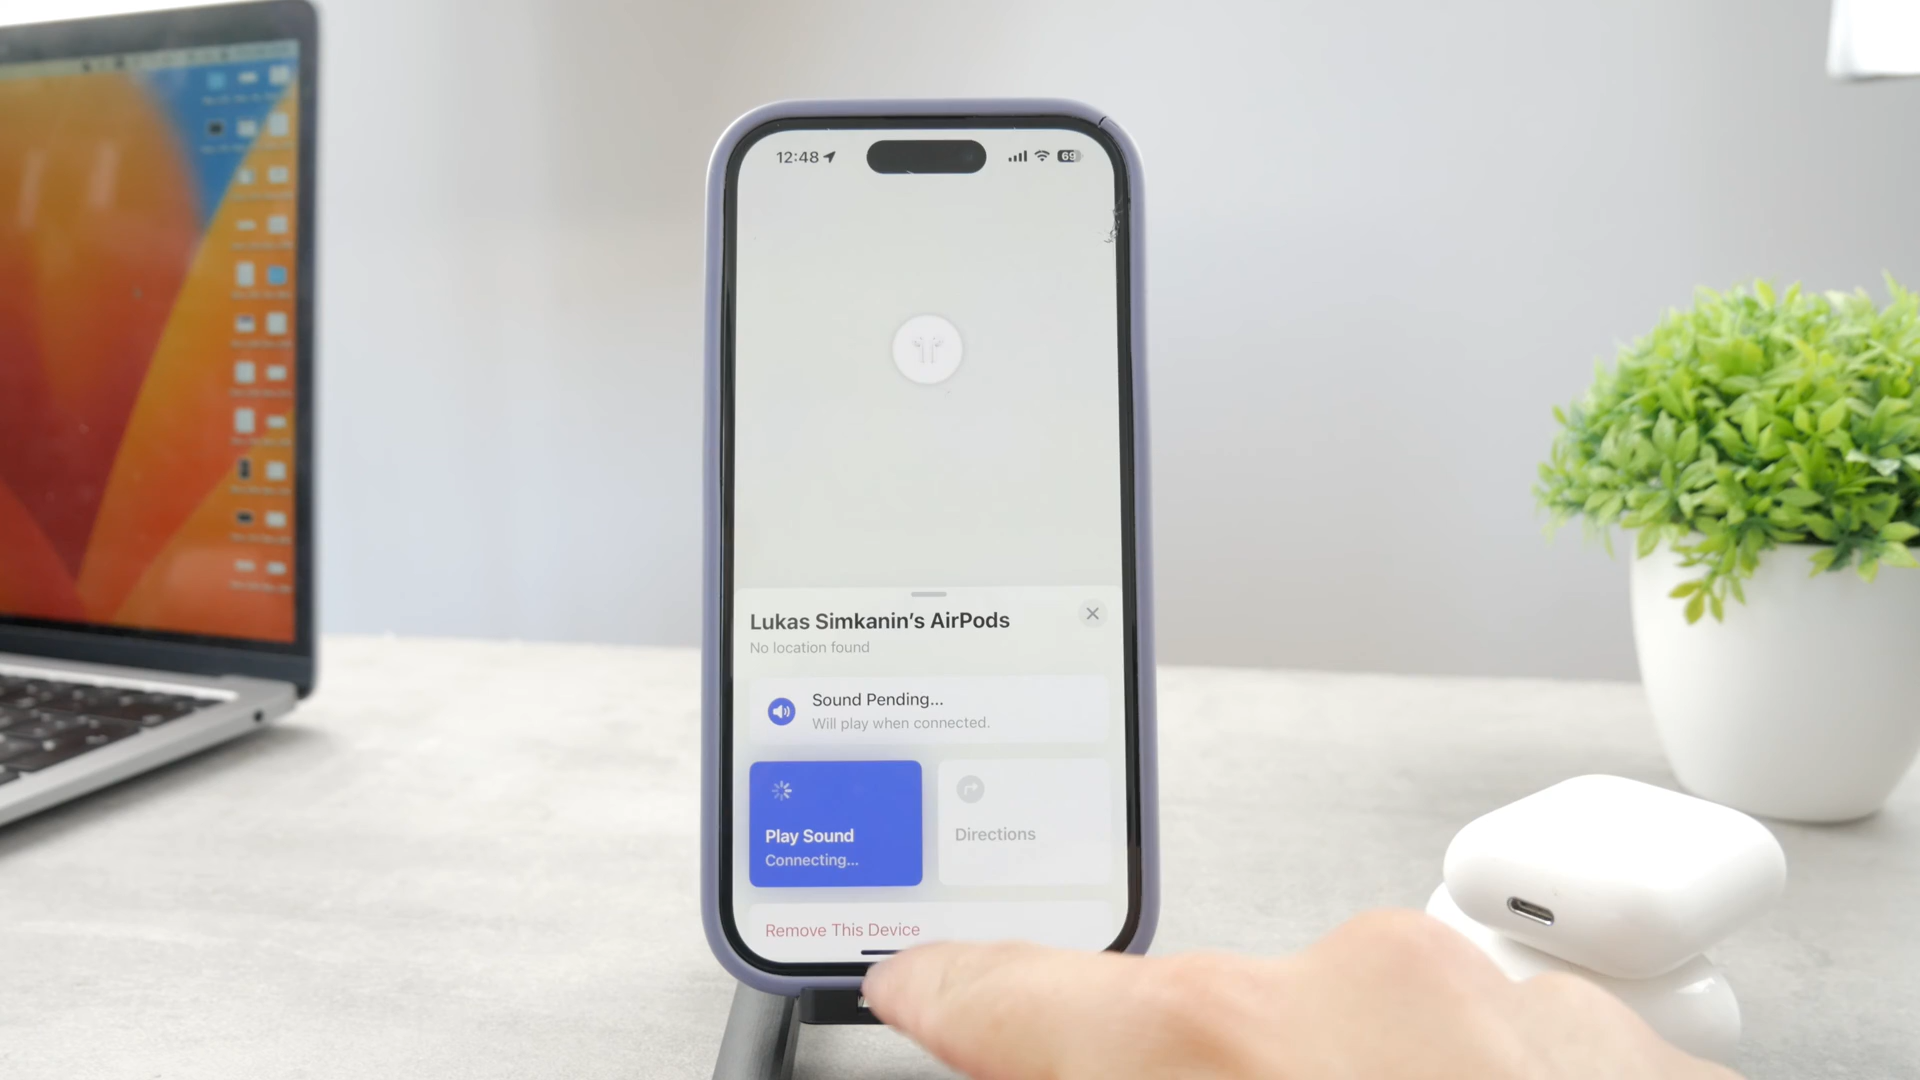 12:48
69
Lukas Simkanin's AirPods
No location found
Sound Pending...
Will play when connected.
Play Sound
Connecting...
Directions
Remove This Device